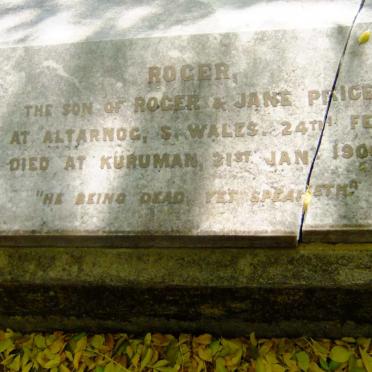 ROGER,
THE SON OF ROGER & JANE PRICE
AT ALTARNOG, S. WALES. 24TH FE
DIED AT KURUMAN, 21ST JAN. 190
"HE BEING DEAD, YET SPEAKETH"